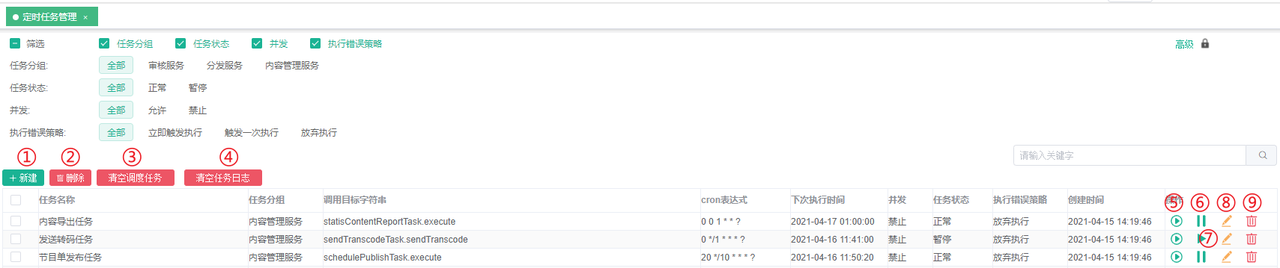 定时任务管理 ×
筛选 任务分组 任务状态 并发 执行错误策略 高级
任务分组: 全部 审核服务 分发服务 内容管理服务
任务状态: 全部 正常 暂停
并发: 全部 允许 禁止
执行错误策略: 全部 立即触发执行 触发一次执行 放弃执行
请输入关键字
① ② ③ ④
+ 新建 删除 清空调度任务 清空任务日志
任务名称 任务分组 调用目标字符串 cron表达式 下次执行时间 并发 任务状态 执行错误策略 创建时间 ⑤ ⑥ ⑧ ⑨
内容导出任务 内容管理服务 statisContentReportTask.execute 0 0 1 * * ? 2021-04-17 01:00:00 禁止 正常 放弃执行 2021-04-15 14:19:46
发送转码任务 内容管理服务 sendTranscodeTask.sendTranscode 0 */1 * * * ? 2021-04-16 11:41:00 禁止 暂停 放弃执行 2021-04-15 14:19:46 ⑦
节目单发布任务 内容管理服务 schedulePublishTask.execute 20 */10 * * * ? 2021-04-16 11:50:20 禁止 正常 放弃执行 2021-04-15 14:19:46